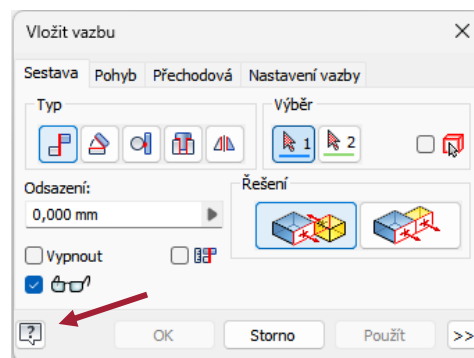 Vložit vazbu
Sestava Pohyb Přechodová Nastavení vazby
Typ
Výběr
1 2
Odsazení:
Řešení
0,000 mm
Vypnout
? OK Storno Použít >>